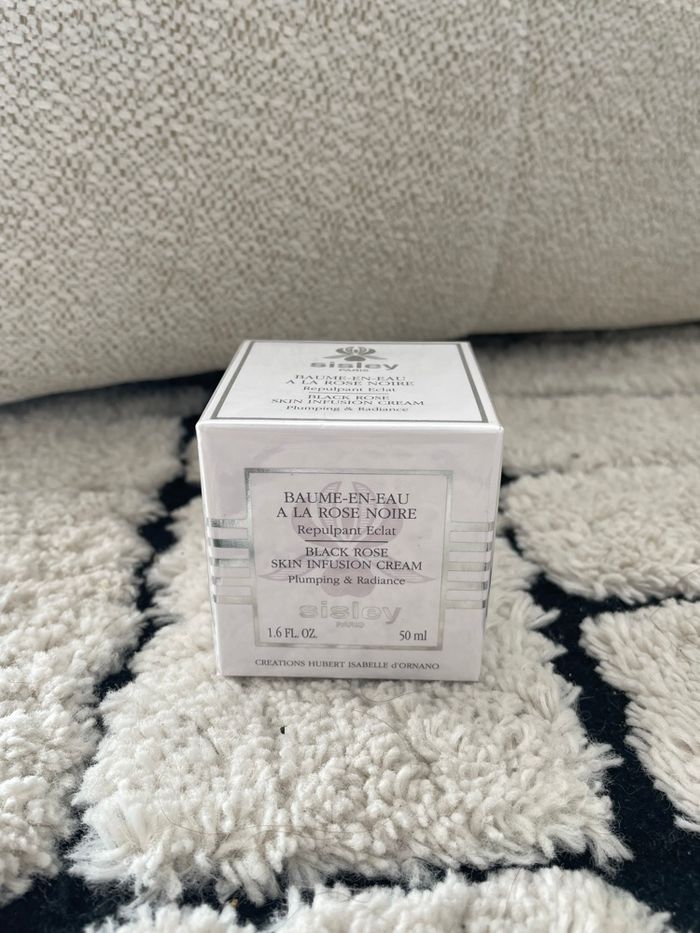 sisley
PARIS
BAUME-EN-EAU
A LA ROSE NOIRE
Repulpant Eclat
BLACK ROSE
SKIN INFUSION CREAM
Plumping & Radiance
BAUME-EN-EAU
A LA ROSE NOIRE
Repulpant Eclat
BLACK ROSE
SKIN INFUSION CREAM
Plumping & Radiance
sisley
PARIS
1.6 FL. OZ. 50 ml
CREATIONS HUBERT ISABELLE d'ORNANO